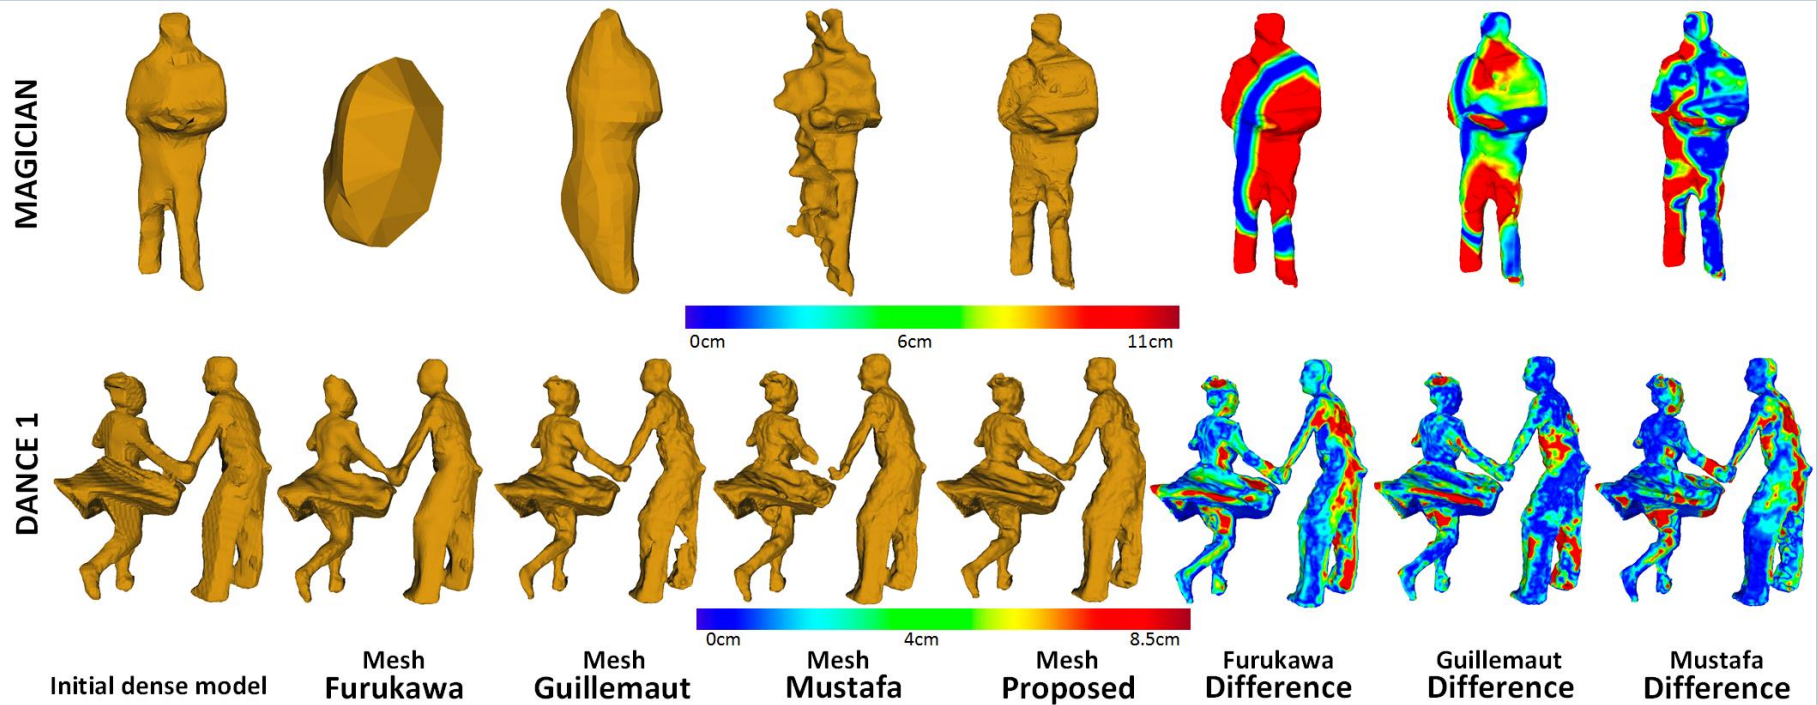 MAGICIAN
0cm 6cm 11cm
DANCE 1
0cm 4cm 8.5cm
Initial dense model
Mesh
Furukawa
Mesh
Guillemaut
Mesh
Mustafa
Mesh
Proposed
Furukawa
Difference
Guillemaut
Difference
Mustafa
Difference